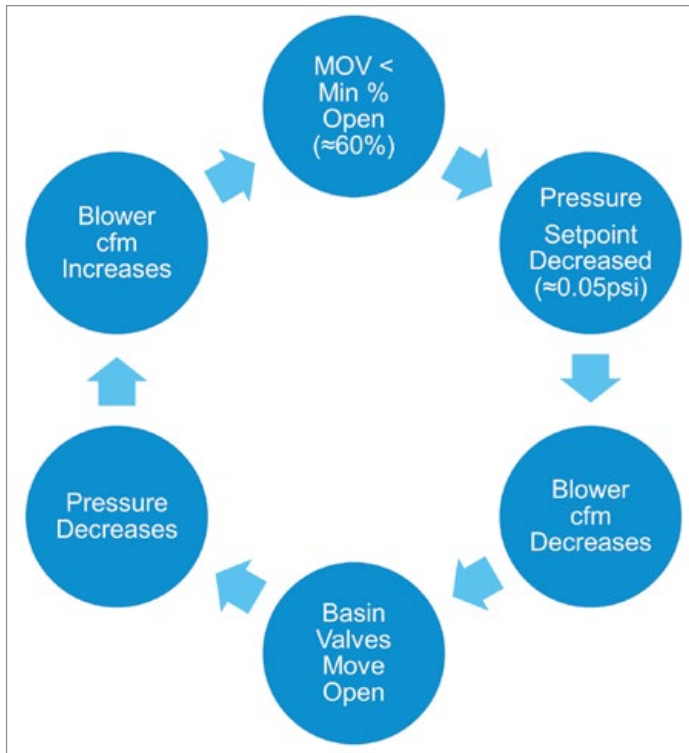 MOV <
Min %
Open
(≈60%)
Pressure
Setpoint
Decreased
(≈0.05psi)
Blower
cfm
Decreases
Basin
Valves
Move
Open
Pressure
Decreases
Blower
cfm
Increases